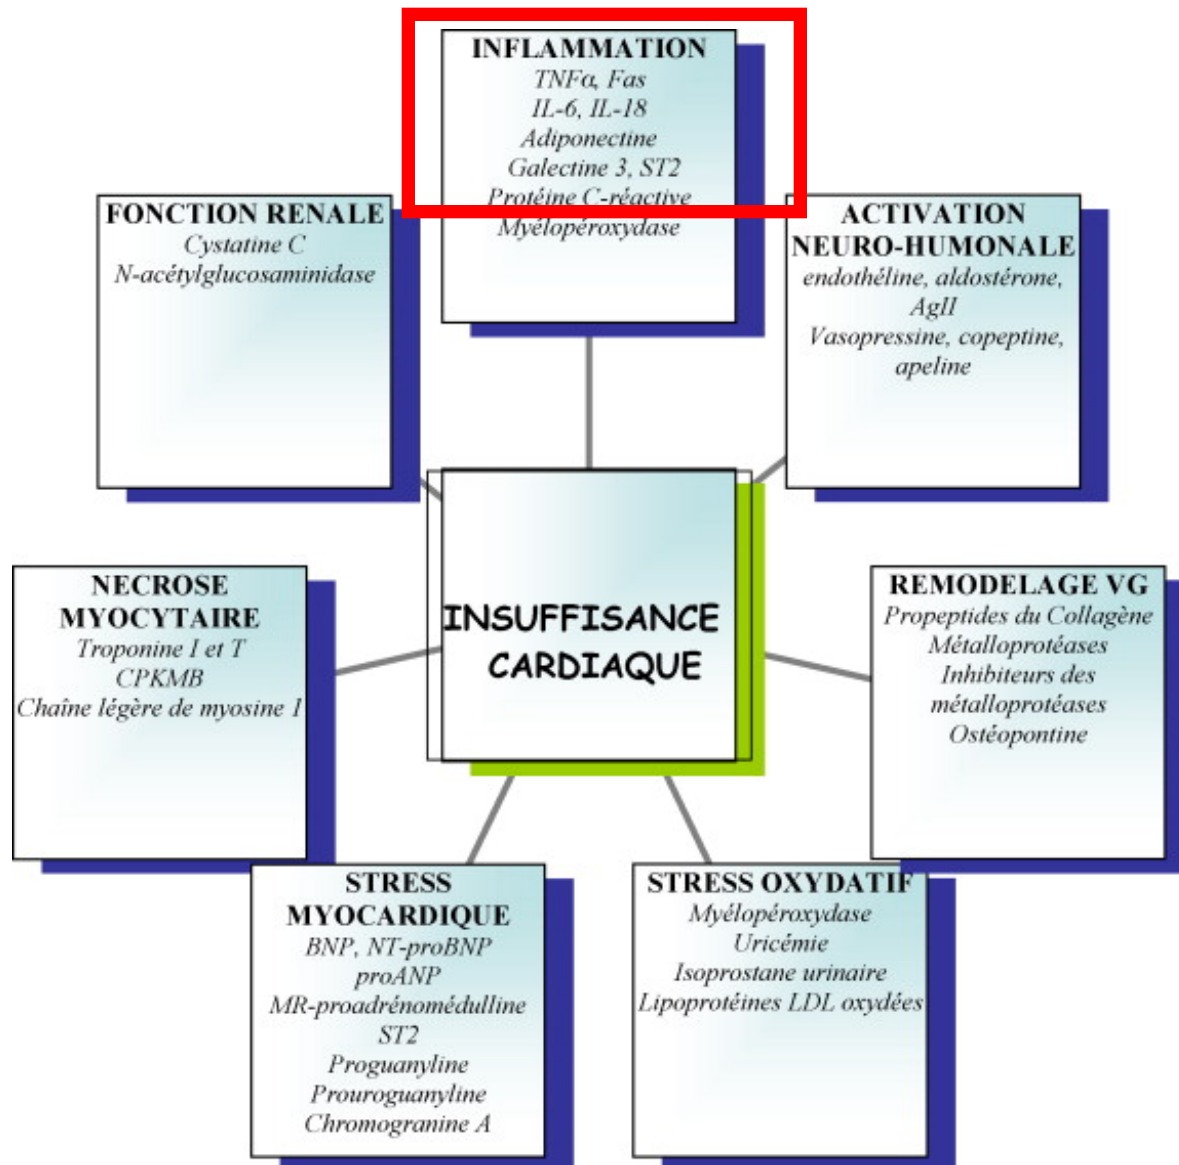 INFLAMMATION
TNFα, Fas
IL-6, IL-18
Adiponectine
Galectine 3, ST2
Protéine C-réactive
Myélopéroxydase
FONCTION RENALE
Cystatine C
N-acétylglucosaminidase
ACTIVATION
NEURO-HUMONALE
endothéline, aldostérone,
AgII
Vasopressine, copeptine,
apeline
INSUFFISANCE
CARDIAQUE
NECROSE
MYOCYTAIRE
Troponine I et T
CPKMB
Chaîne légère de myosine I
REMODELAGE VG
Propeptides du Collagène
Métalloprotéases
Inhibiteurs des
métalloprotéases
Ostéopontine
STRESS
MYOCARDIQUE
BNP, NT-proBNP
proANP
MR-proadrénomédulline
ST2
Proguanyline
Prouroguanyline
Chromogranine A
STRESS OXYDATIF
Myélopéroxydase
Uricémie
Isoprostane urinaire
Lipoprotéines LDL oxydées